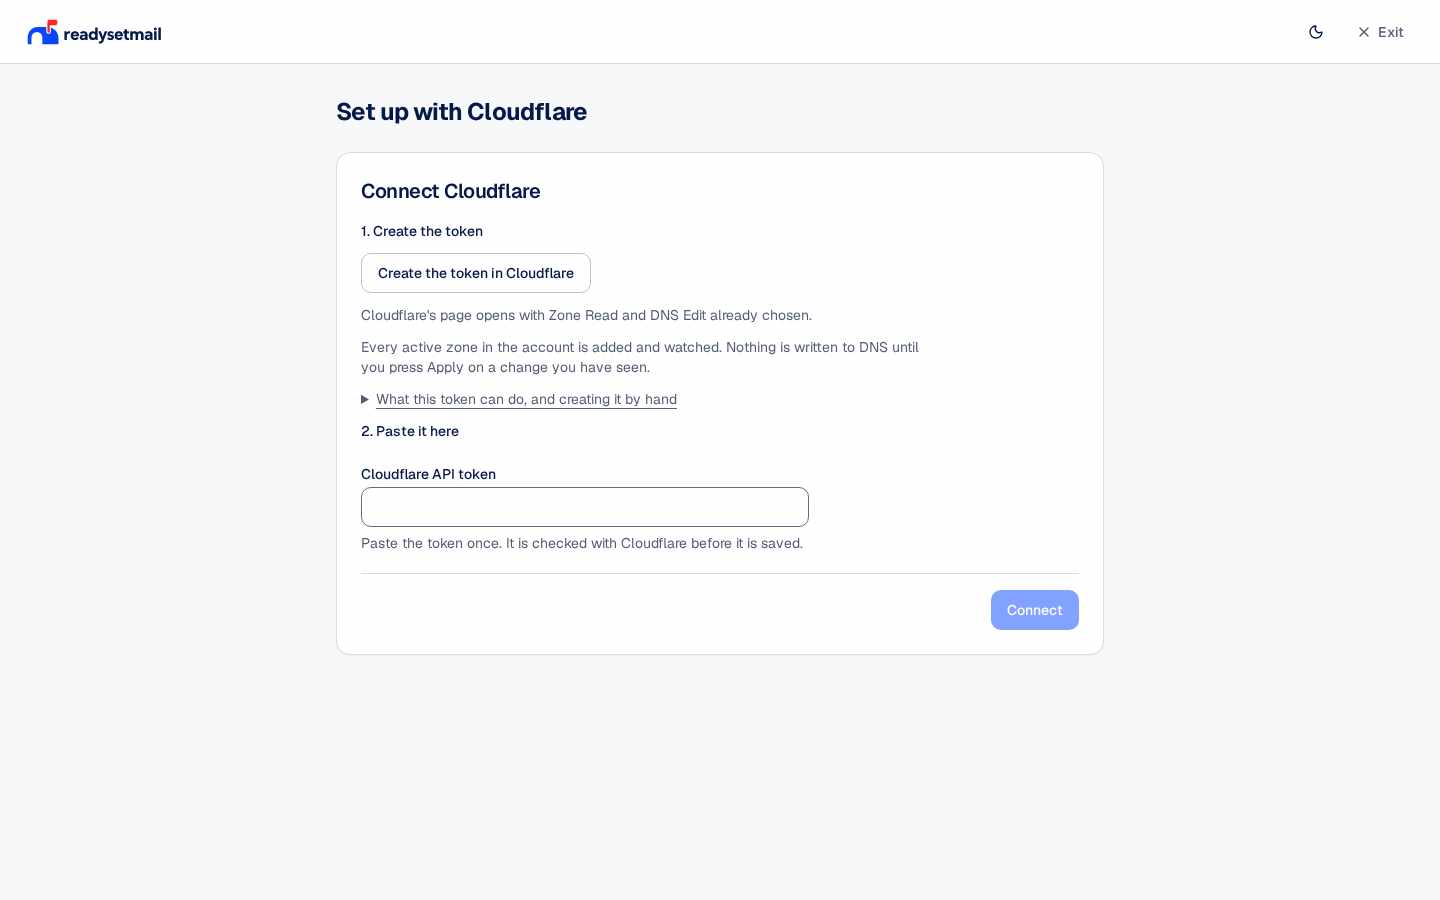 readysetmail
Exit
Set up with Cloudflare
Connect Cloudflare
1. Create the token
Create the token in Cloudflare
Cloudflare's page opens with Zone Read and DNS Edit already chosen.
Every active zone in the account is added and watched. Nothing is written to DNS until
you press Apply on a change you have seen.
What this token can do, and creating it by hand
2. Paste it here
Cloudflare API token
Paste the token once. It is checked with Cloudflare before it is saved.
Connect